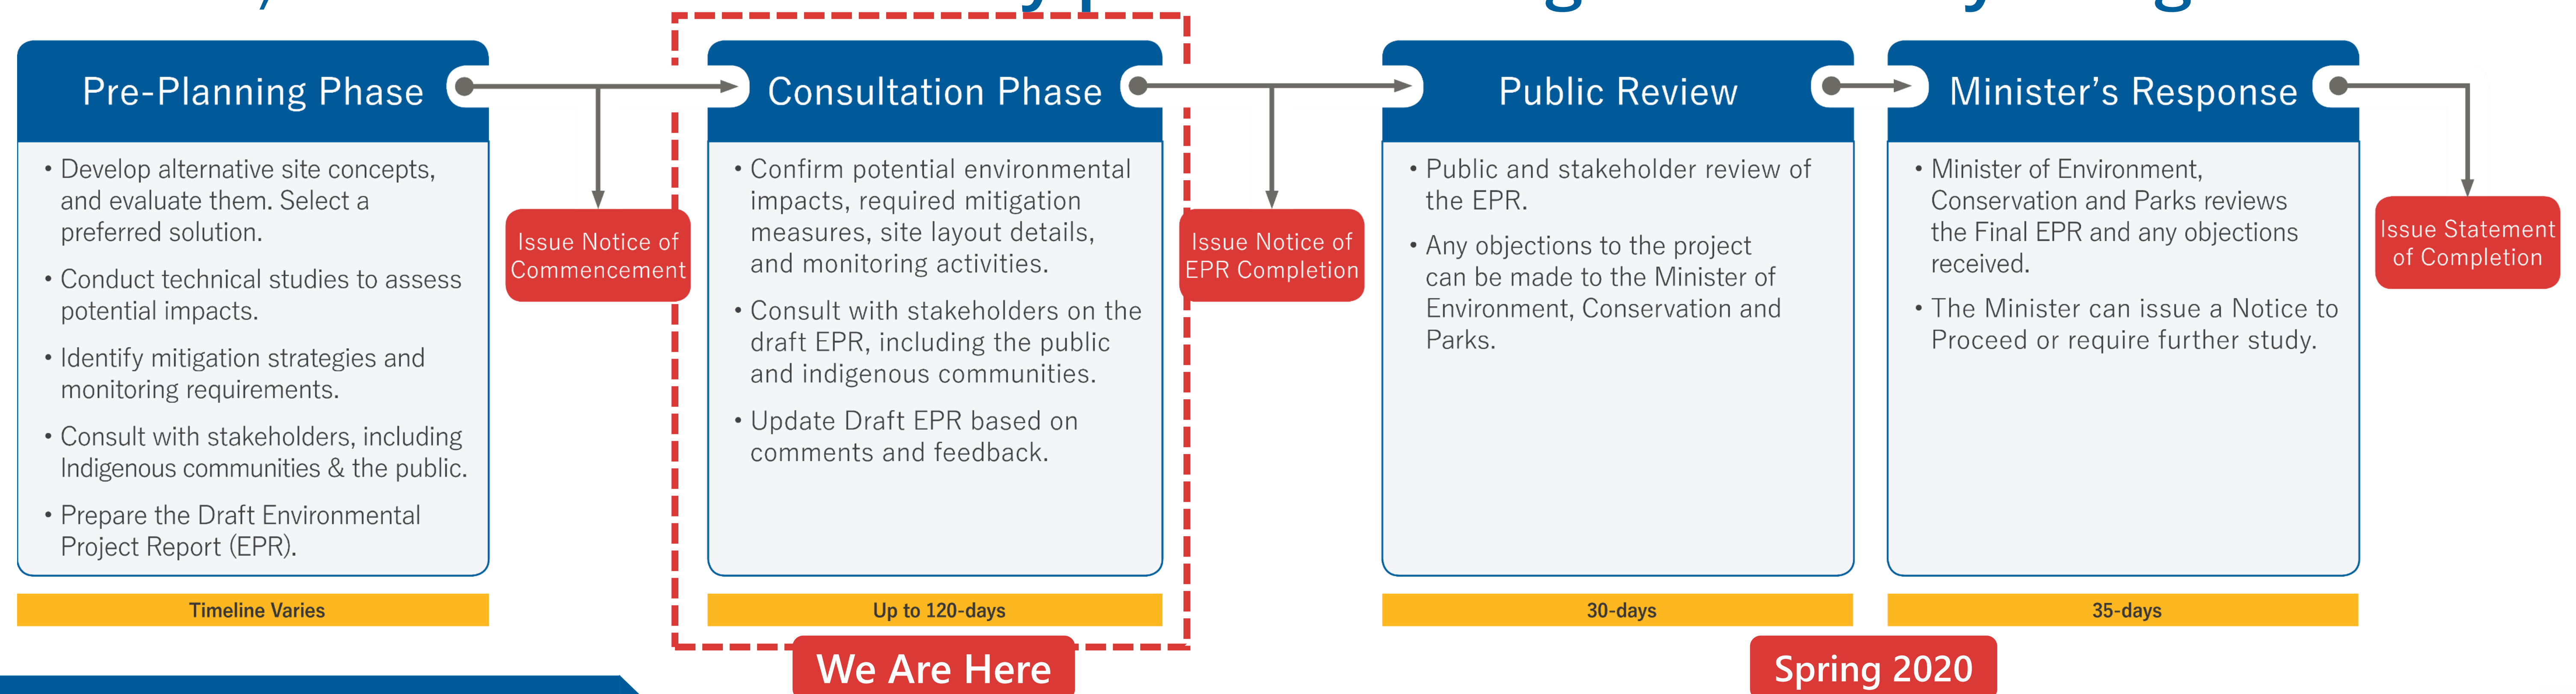 Pre-Planning Phase
• Develop alternative site concepts,
and evaluate them. Select a
preferred solution.
• Conduct technical studies to assess
potential impacts.
• Identify mitigation strategies and
monitoring requirements.
• Consult with stakeholders, including
Indigenous communities & the public.
• Prepare the Draft Environmental
Project Report (EPR).
Timeline Varies
Issue Notice of
Commencement
Consultation Phase
• Confirm potential environmental
impacts, required mitigation
measures, site layout details,
and monitoring activities.
• Consult with stakeholders on the
draft EPR, including the public
and indigenous communities.
• Update Draft EPR based on
comments and feedback.
Up to 120-days
We Are Here
Issue Notice of
EPR Completion
Public Review
• Public and stakeholder review of
the EPR.
• Any objections to the project
can be made to the Minister of
Environment, Conservation and
Parks.
30-days
Minister’s Response
• Minister of Environment,
Conservation and Parks reviews
the Final EPR and any objections
received.
• The Minister can issue a Notice to
Proceed or require further study.
35-days
Spring 2020
Issue Statement
of Completion